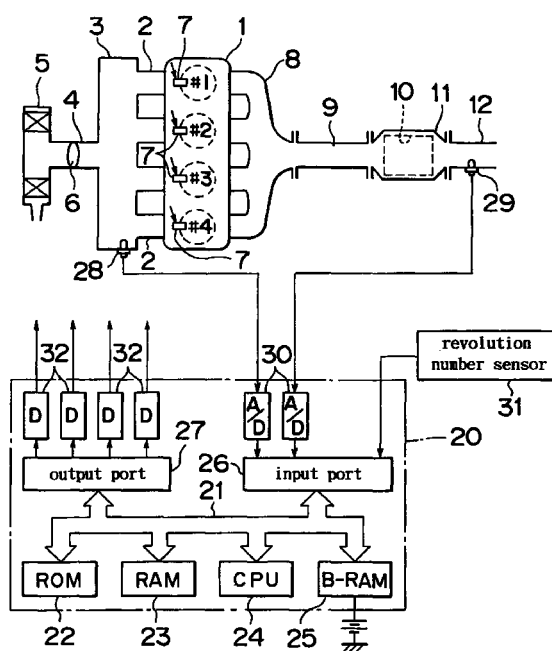 3 2 7 1
5 4 8
#1 9 10 11 12
#2
7 #3
6 #4
28 2 7 29
32 32 30 revolution
number sensor
31
D D D D A/D A/D 20
27 26
output port 21 input port
ROM RAM CPU B-RAM
22 23 24 25